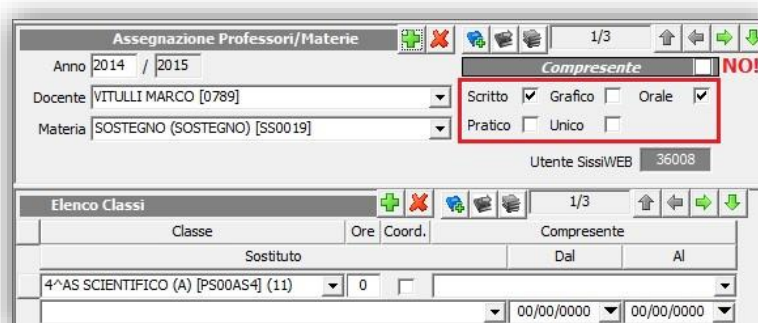 Assegnazione Professori/Materie
1/3
Anno 2014 / 2015
Compresente NO!
Docente VITULLI MARCO [0789]
Scritto Grafico Orale
Materia SOSTEGNO (SOSTEGNO) [SS0019]
Pratico Unico
Utente SissiWEB 36008
Elenco Classi
1/3
Classe Ore Coord. Compresente
Sostituto Dal Al
4^AS SCIENTIFICO (A) [PS00AS4] (11) 0
00/00/0000 00/00/0000